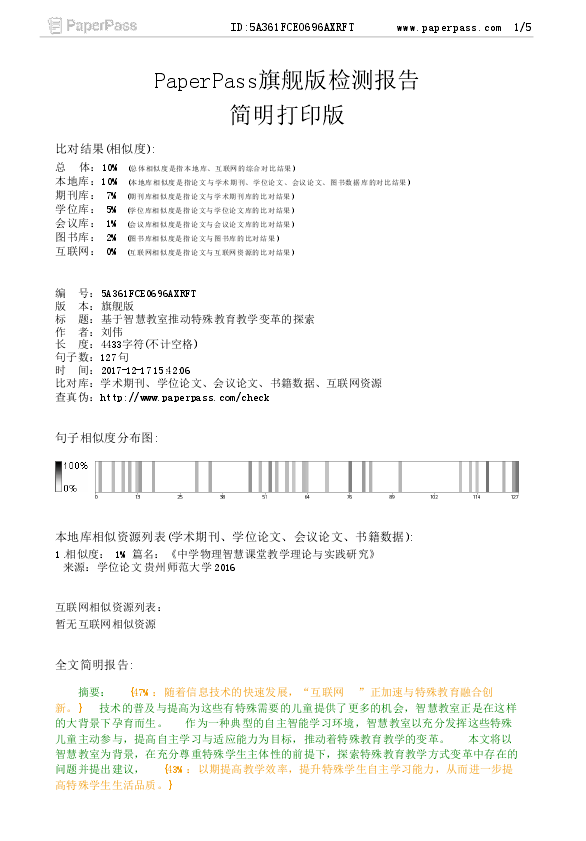 PaperPass ID:5A361FCE0696AXRFT www.paperpass.com 1/5
PaperPass旗舰版检测报告
简明打印版
比对结果(相似度):
总 体: 10% (总体相似度是指本地库、互联网的综合对比结果)
本地库: 10% (本地库相似度是指论文与学术期刊、学位论文、会议论文、图书数据库的对比结果)
期刊库: 7% (期刊库相似度是指论文与学术期刊库的比对结果)
学位库: 5% (学位库相似度是指论文与学位论文库的比对结果)
会议库: 1% (会议库相似度是指论文与会议论文库的比对结果)
图书库: 2% (图书库相似度是指论文与图书库的比对结果)
互联网: 0% (互联网相似度是指论文与互联网资源的比对结果)
编 号: 5A361FCE0696AXRFT
版 本: 旗舰版
标 题: 基于智慧教室推动特殊教育教学变革的探索
作 者: 刘伟
长 度: 4433字符(不计空格)
句子数: 127句
时 间: 2017-12-17 15:42:06
比对库: 学术期刊、学位论文、会议论文、书籍数据、互联网资源
查真伪: http://www.paperpass.com/check
句子相似度分布图:
100%
0%
0 13 25 38 51 64 76 89 102 114 127
本地库相似资源列表(学术期刊、学位论文、会议论文、书籍数据):
1.相似度: 1% 篇名: 《中学物理智慧课堂教学理论与实践研究》
来源: 学位论文 贵州师范大学 2016
互联网相似资源列表:
暂无互联网相似资源
全文简明报告:
摘要: {47%: 随着信息技术的快速发展，“互联网 ”正加速与特殊教育融合创
新。} 技术的普及与提高为这些有特殊需要的儿童提供了更多的机会，智慧教室正是在这样
的大背景下孕育而生。 作为一种典型的自主智能学习环境，智慧教室以充分发挥这些特殊
儿童主动参与，提高自主学习与适应能力为目标，推动着特殊教育教学的变革。 本文将以
智慧教室为背景，在充分尊重特殊学生主体性的前提下，探索特殊教育教学方式变革中存在的
问题并提出建议， {43%: 以期提高教学效率，提升特殊学生自主学习能力，从而进一步提
高特殊学生生活品质。}